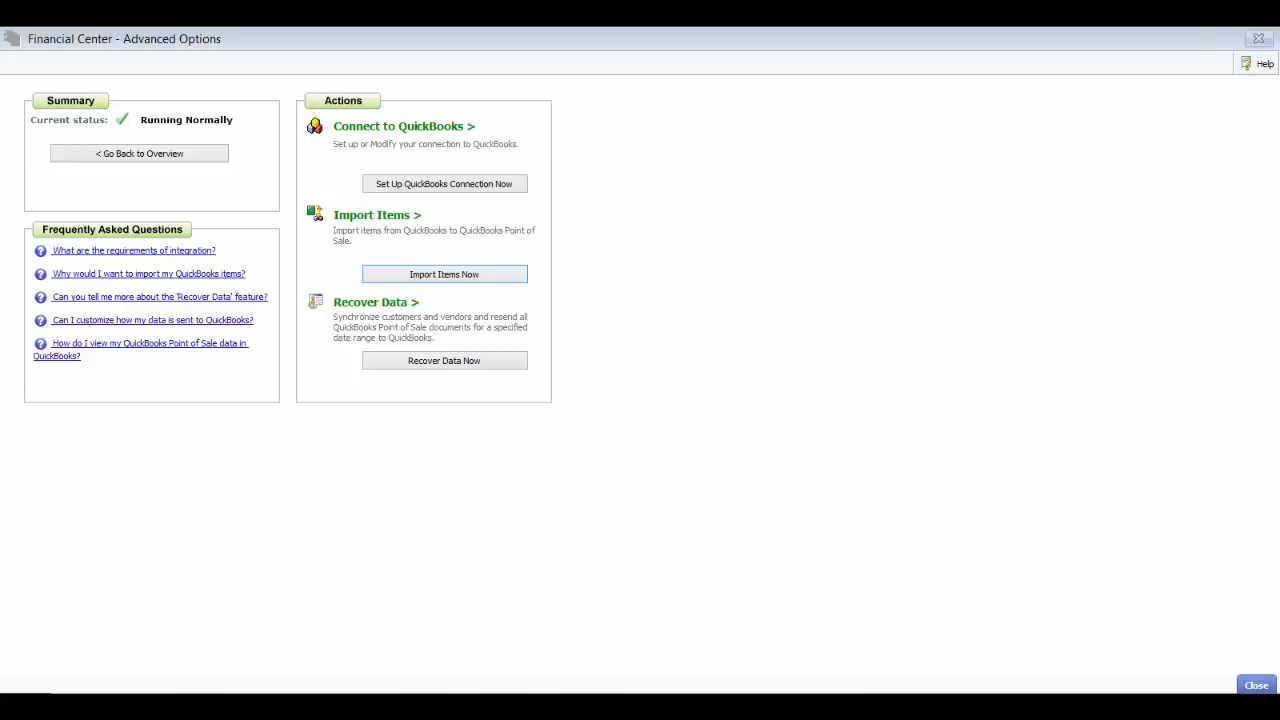 Financial Center - Advanced Options
Help
Summary
Current status: Running Normally
< Go Back to Overview
Frequently Asked Questions
What are the requirements of integration?
Why would I want to import my QuickBooks items?
Can you tell me more about the 'Recover Data' feature?
Can I customize how my data is sent to QuickBooks?
How do I view my QuickBooks Point of Sale data in
QuickBooks?
Actions
Connect to QuickBooks >
Set up or Modify your connection to QuickBooks.
Set Up QuickBooks Connection Now
Import Items >
Import items from QuickBooks to QuickBooks Point of
Sale.
Import Items Now
Recover Data >
Synchronize customers and vendors and resend all
QuickBooks Point of Sale documents for a specified
date range to QuickBooks.
Recover Data Now
Close